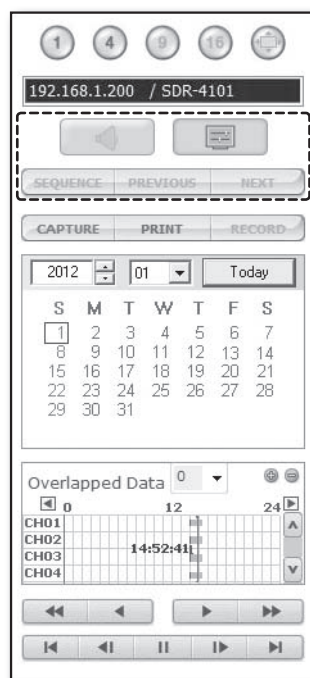 1 4 9 16
192.168.1.200 / SDR-4101
SEQUENCE PREVIOUS NEXT
CAPTURE PRINT RECORD
2012 01 Today
S M T W T F S
1 2 3 4 5 6 7
8 9 10 11 12 13 14
15 16 17 18 19 20 21
22 23 24 25 26 27 28
29 30 31
Overlapped Data 0
0 12 24
CH01
CH02
14:52:41
CH03
CH04